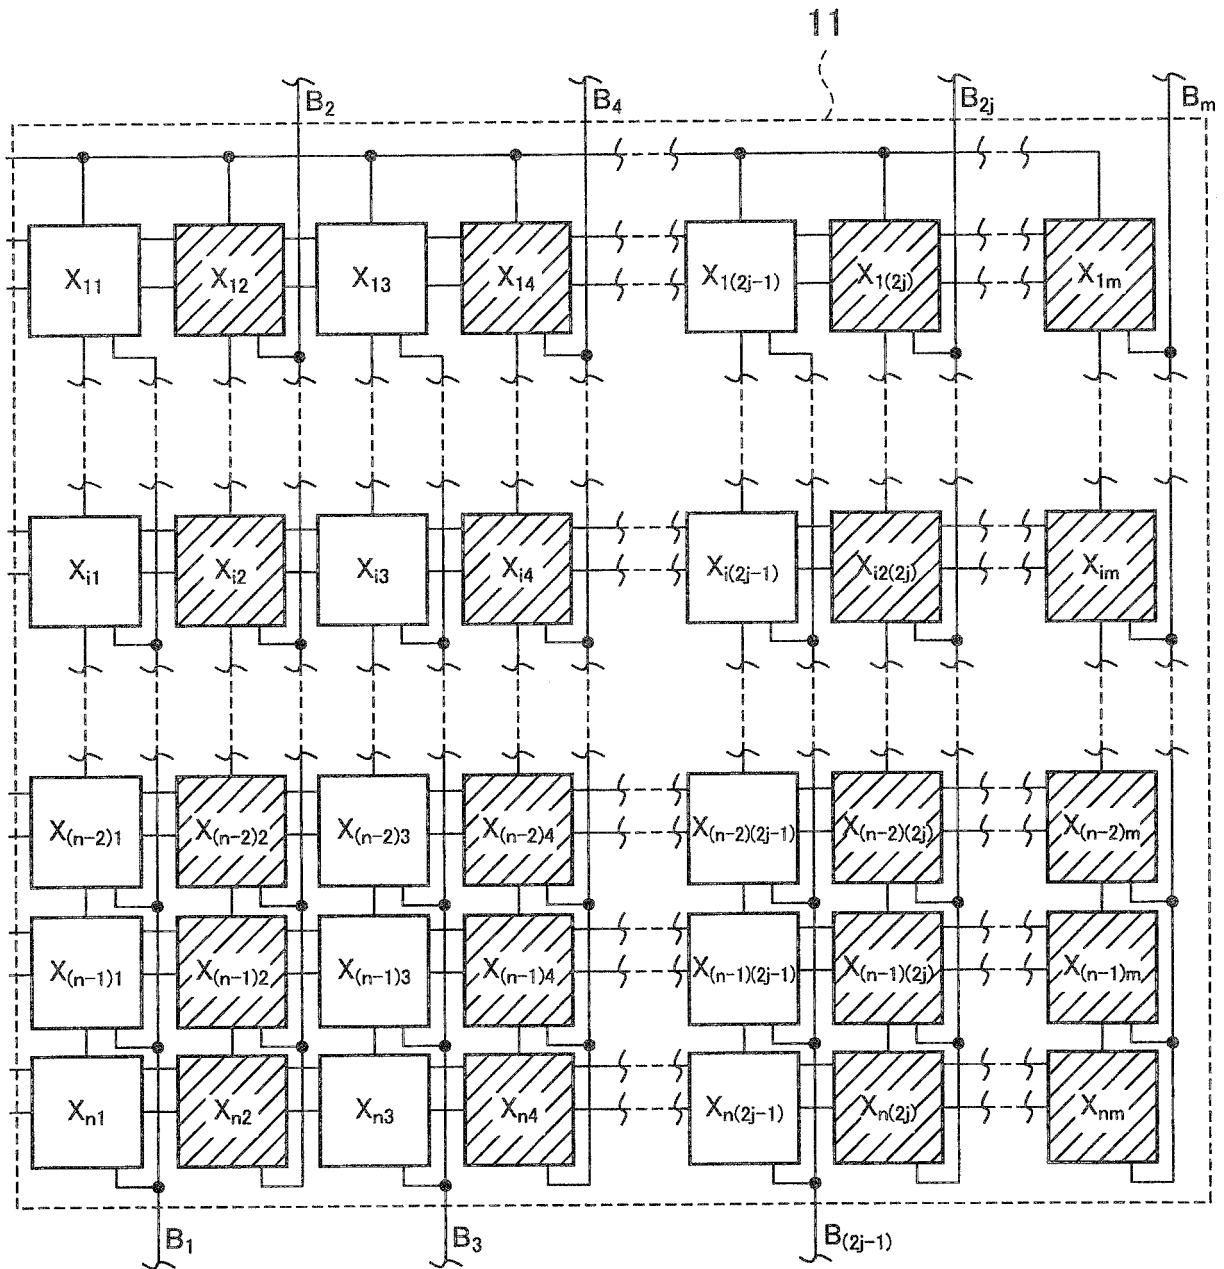 11
B2 B4 B2j Bm
X11 X12 X13 X14 X1(2j-1) X1(2j) X1m
Xi1 Xi2 Xi3 Xi4 Xi(2j-1) Xi2(2j) Xim
X(n-2)1 X(n-2)2 X(n-2)3 X(n-2)4 X(n-2)(2j-1) X(n-2)(2j) X(n-2)m
X(n-1)1 X(n-1)2 X(n-1)3 X(n-1)4 X(n-1)(2j-1) X(n-1)(2j) X(n-1)m
Xn1 Xn2 Xn3 Xn4 Xn(2j-1) Xn(2j) Xnm
B1 B3 B(2j-1)